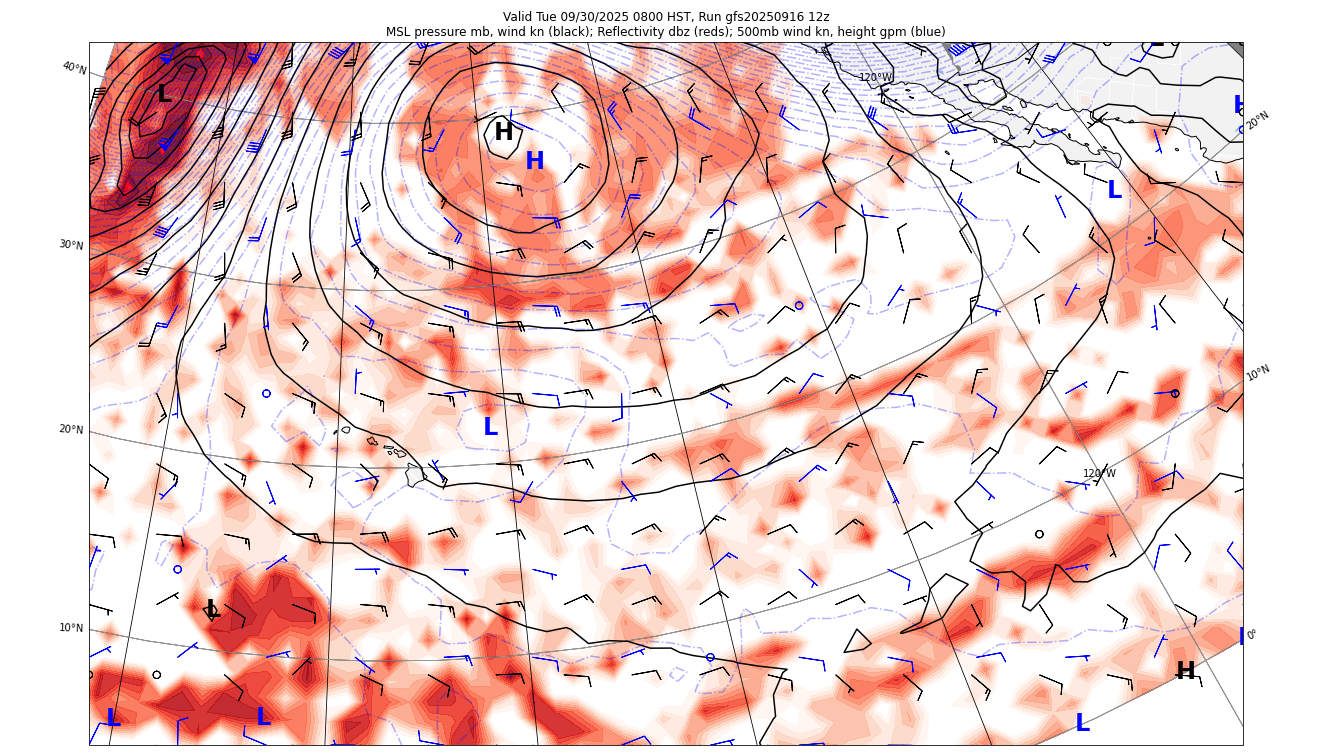 Valid Tue 09/30/2025 0800 HST, Run gfs20250916 12z
MSL pressure mb, wind kn (black); Reflectivity dbz (reds); 500mb wind kn, height gpm (blue)
40°N
120°W
L
H
H
20°N
H
L
30°N
10°N
20°N
L
120°W
L
10°N
0°
H
L
L
L